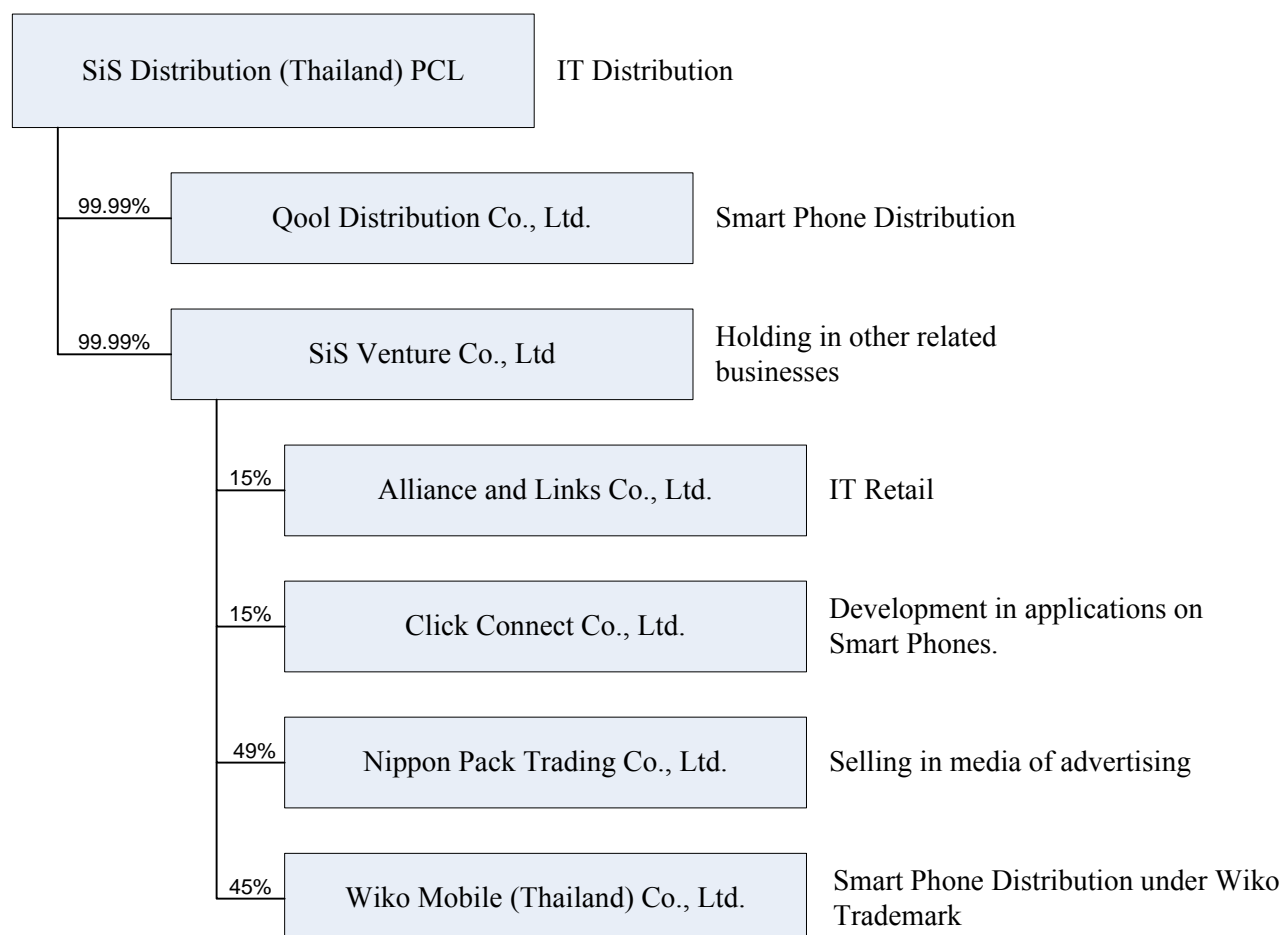 SiS Distribution (Thailand) PCL
IT Distribution
99.99%
Qool Distribution Co., Ltd.
Smart Phone Distribution
99.99%
SiS Venture Co., Ltd
Holding in other related
businesses
15%
Alliance and Links Co., Ltd.
IT Retail
15%
Click Connect Co., Ltd.
Development in applications on
Smart Phones.
49%
Nippon Pack Trading Co., Ltd.
Selling in media of advertising
45%
Wiko Mobile (Thailand) Co., Ltd.
Smart Phone Distribution under Wiko
Trademark